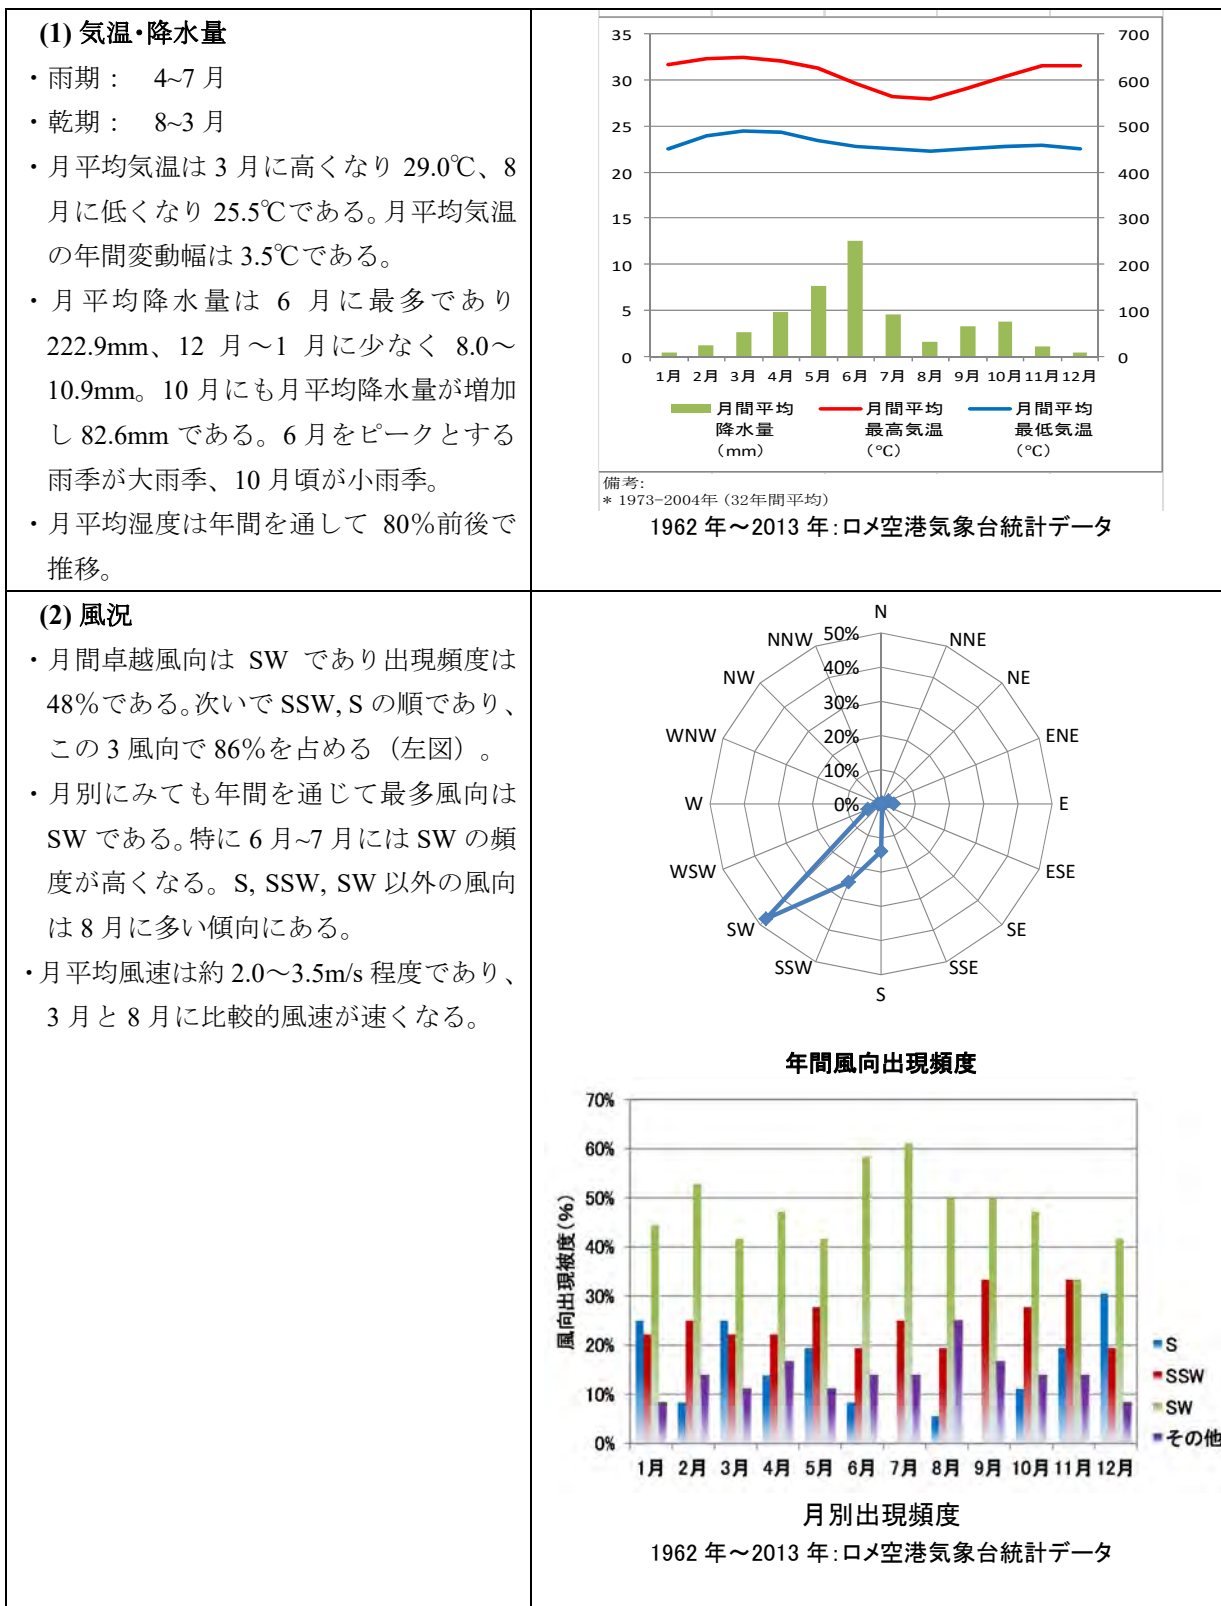 (1) 気温・降水量
・雨期： 4~7 月
・乾期： 8~3 月
・月平均気温は 3 月に高くなり 29.0℃、8
月に低くなり 25.5℃である。月平均気温
の年間変動幅は 3.5℃である。
・月平均降水量は 6 月に最多であり
222.9mm、12 月～1 月に少なく 8.0～
10.9mm。10 月にも月平均降水量が増加
し 82.6mm である。6 月をピークとする
雨季が大雨季、10 月頃が小雨季。
・月平均湿度は年間を通して 80％前後で
推移。
35 700
30 600
25 500
20 400
15 300
10 200
5 100
0 0
1月 2月 3月 4月 5月 6月 7月 8月 9月 10月 11月 12月
月間平均 月間平均 月間平均
降水量 最高気温 最低気温
（mm） （℃） （℃）
備考:
* 1973-2004年 (32年間平均)
1962 年～2013 年：ロメ空港気象台統計データ
(2) 風況
・月間卓越風向は SW であり出現頻度は
48％である。次いで SSW, S の順であり、
この 3 風向で 86％を占める（左図）。
・月別にみても年間を通じて最多風向は
SW である。特に 6 月~7 月には SW の頻
度が高くなる。S, SSW, SW 以外の風向
は 8 月に多い傾向にある。
・月平均風速は約 2.0～3.5m/s 程度であり、
3 月と 8 月に比較的風速が速くなる。
N
NNW 50% NNE
40%
NW 30% NE
20%
WNW ENE
10%
W 0% E
WSW ESE
SW SE
SSW SSE
S
年間風向出現頻度
風向出現被度(%)
70%
60%
50%
40%
30%
20%
10%
0%
S
SSW
SW
その他
1月 2月 3月 4月 5月 6月 7月 8月 9月 10月 11月 12月
月別出現頻度
1962 年～2013 年：ロメ空港気象台統計データ